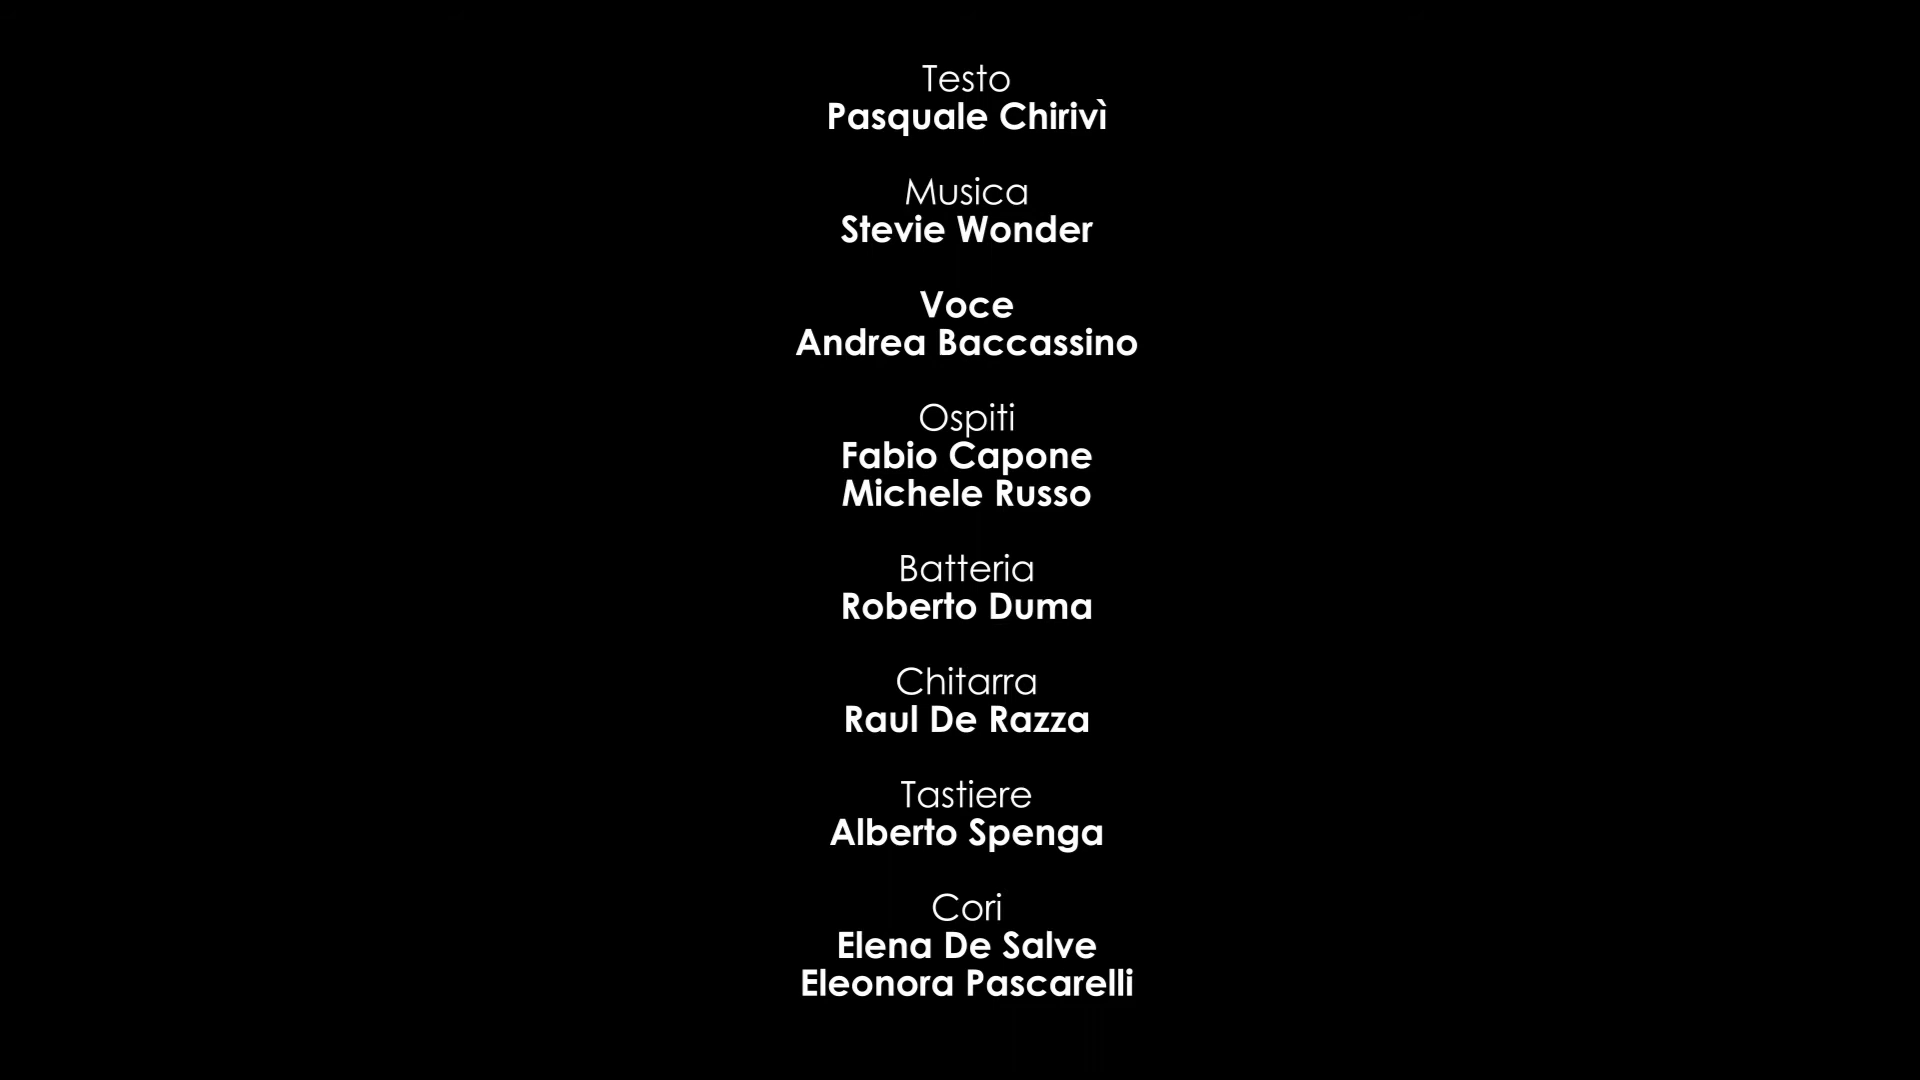 Testo
Pasquale Chirivì
Musica
Stevie Wonder
Voce
Andrea Baccassino
Ospiti
Fabio Capone
Michele Russo
Batteria
Roberto Duma
Chitarra
Raul De Razza
Tastiere
Alberto Spenga
Cori
Elena De Salve
Eleonora Pascarelli